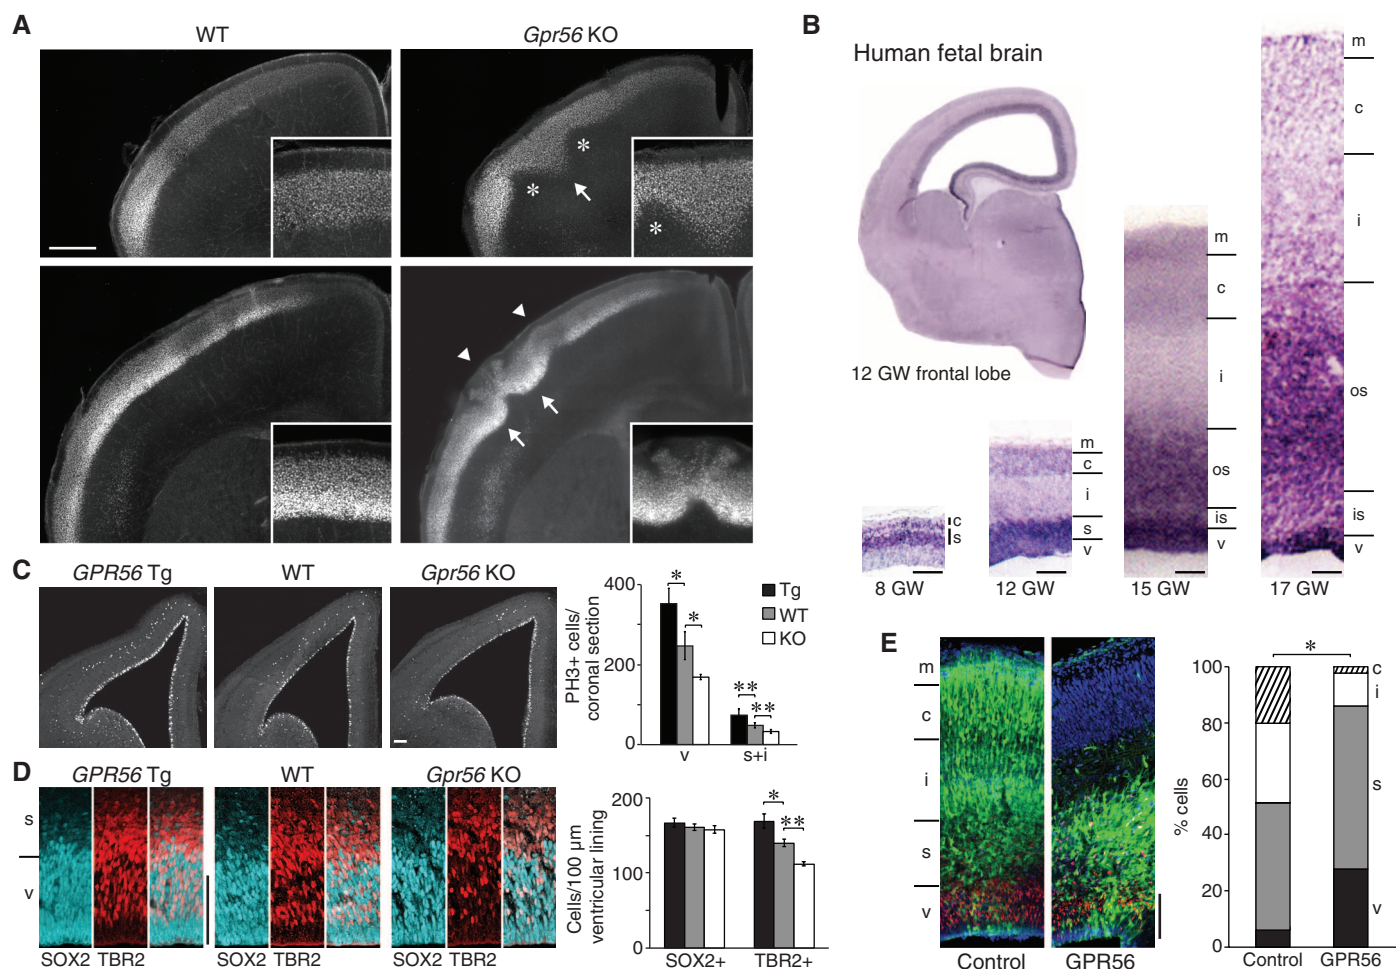 A
WT
Gpr56 KO
*
*
*
B
Human fetal brain
12 GW frontal lobe
c
s
8 GW
m
c
i
s
v
12 GW
m
c
i
os
is
v
15 GW
m
c
i
os
is
v
17 GW
C
GPR56 Tg
WT
Gpr56 KO
PH3+ cells/
coronal section
400
200
0
*
*
**
**
Tg
WT
KO
v
s+i
D
GPR56 Tg
WT
Gpr56 KO
s
v
SOX2 TBR2
SOX2 TBR2
SOX2 TBR2
Cells/100 µm
ventricular lining
200
100
0
*
**
SOX2+
TBR2+
E
m
c
i
s
v
Control
GPR56
% cells
100
80
60
40
20
0
*
c
i
s
v
Control
GPR56